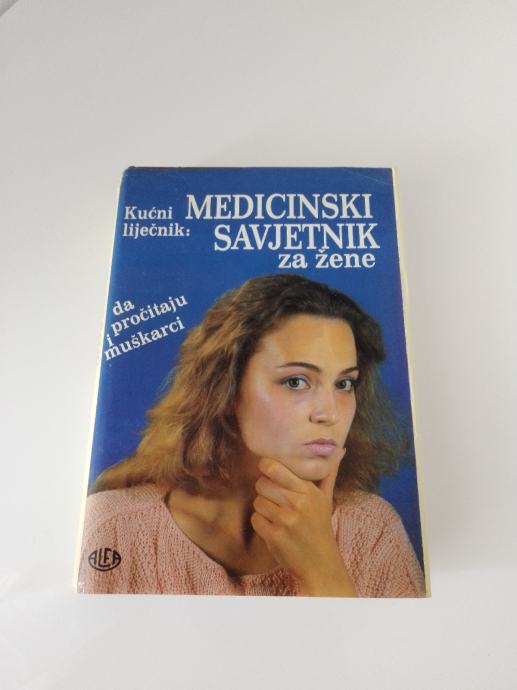 Kućni
liječnik:
MEDICINSKI
SAVJETNIK
za žene
da
pročitaju
i
muškarci
ALFA